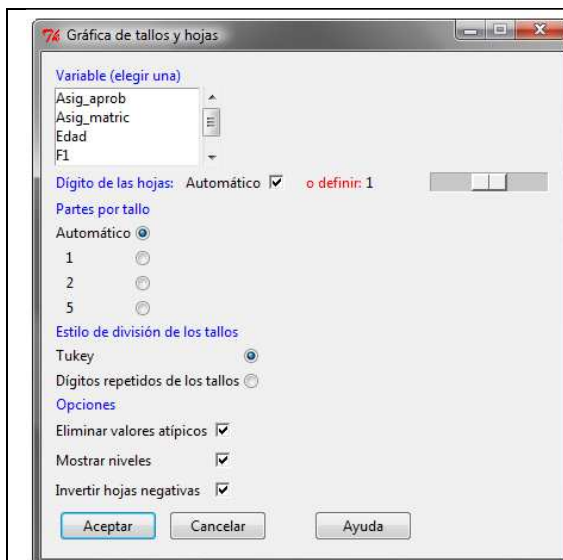 Gráfica de tallos y hojas
Variable (elegir una)
Asig_aprob
Asig_matric
Edad
F1
Dígito de las hojas: Automático o definir: 1
Partes por tallo
Automático
1
2
5
Estilo de división de los tallos
Tukey
Dígitos repetidos de los tallos
Opciones
Eliminar valores atípicos
Mostrar niveles
Invertir hojas negativas
Aceptar Cancelar Ayuda